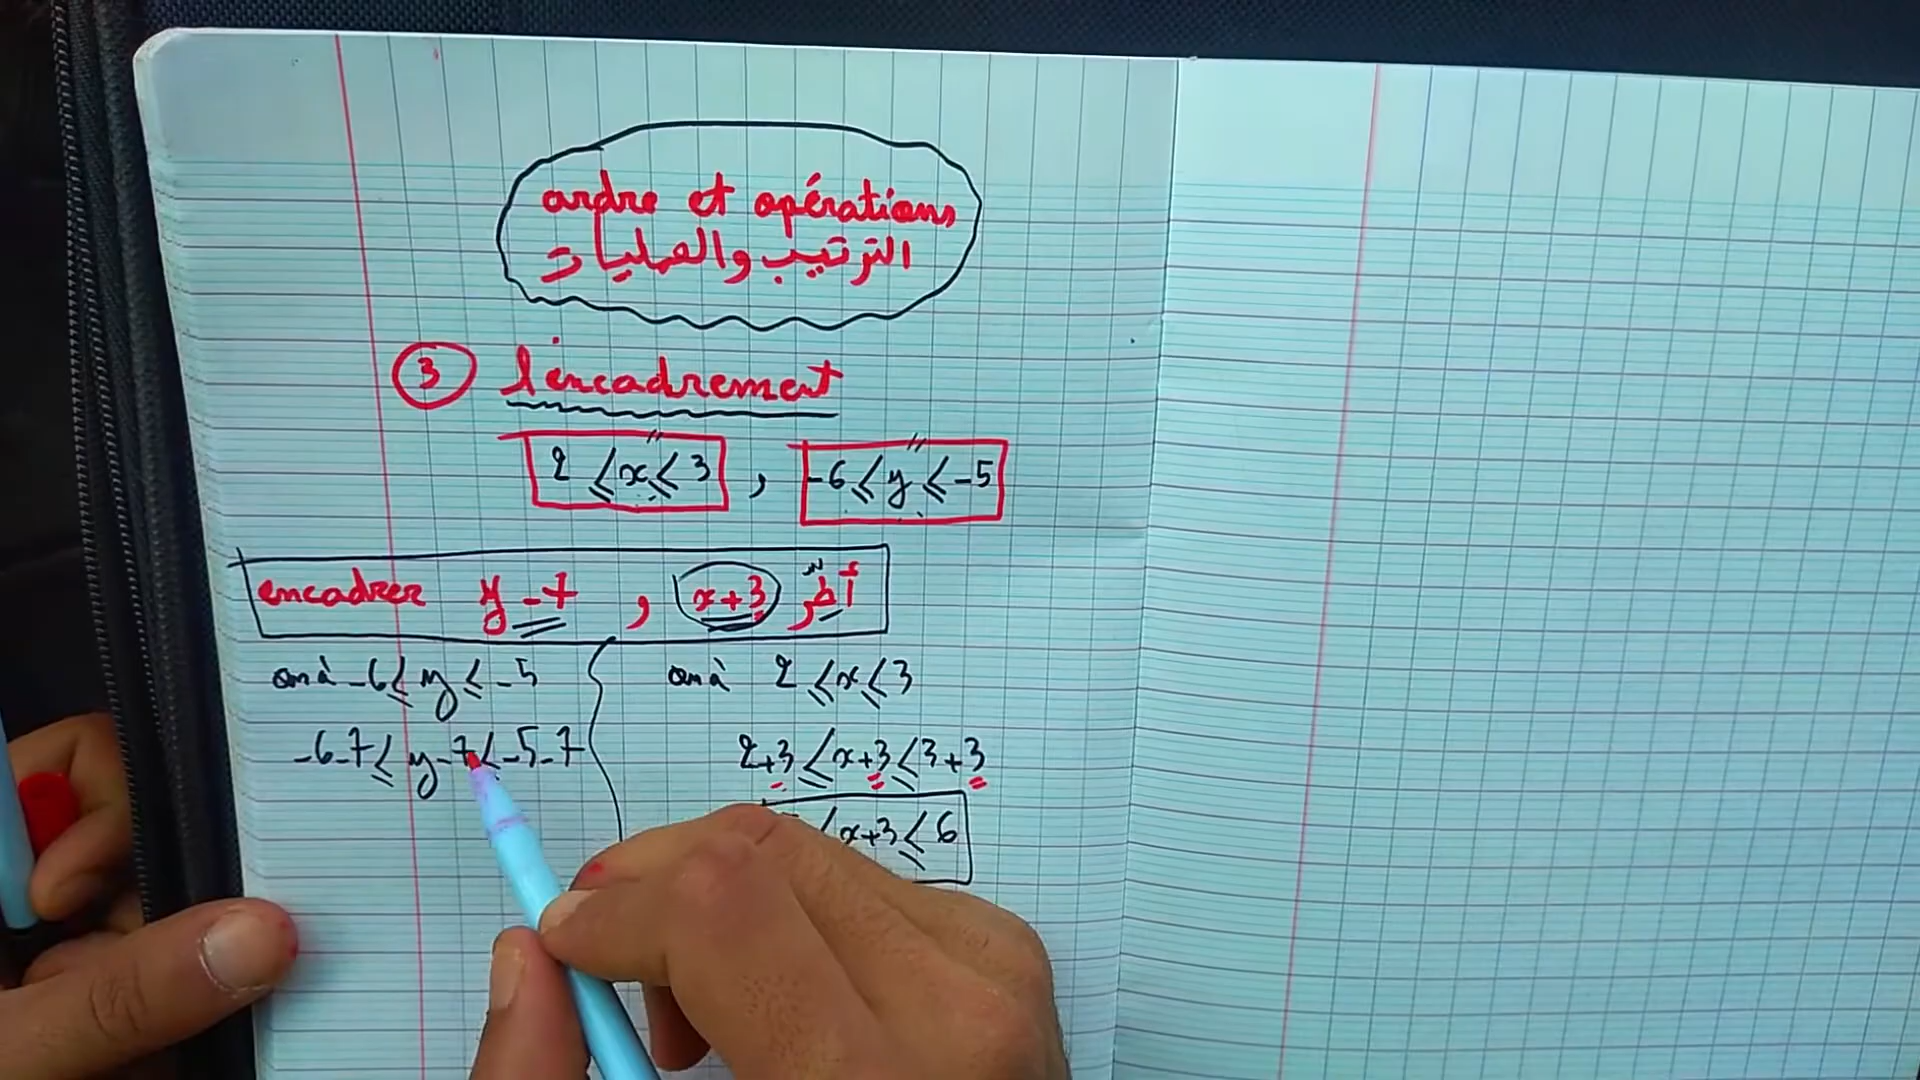 ordre et opérations
الترتيب والعمليات
3 l'encadrement
2 ⩽ x ⩽ 3 , -6 ⩽ y ⩽ -5
encadrer y-7 , x+3 أطر
on à -6 ⩽ y ⩽ -5
-6-7 ⩽ y-7 ⩽ -5-7
on à 2 ⩽ x ⩽ 3
2+3 ⩽ x+3 ⩽ 3+3
⩽ x+3 ⩽ 6